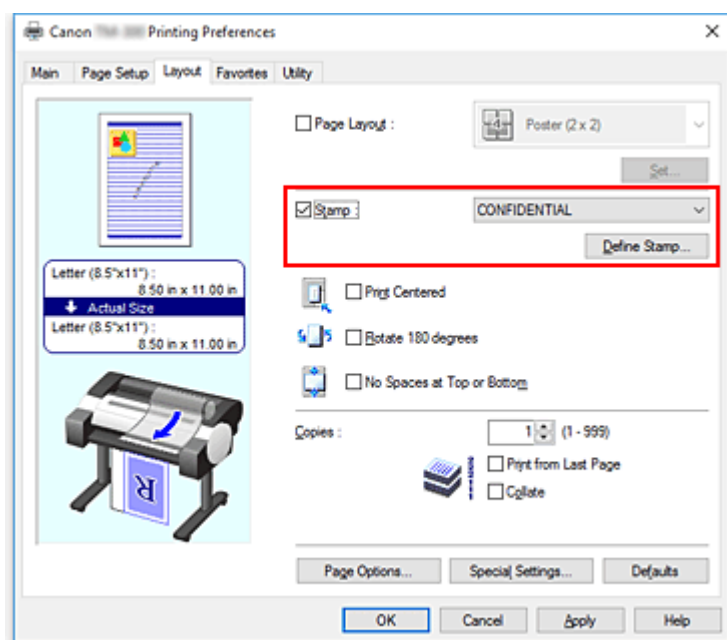 Canon Printing Preferences
Main Page Setup Layout Favorites Utility
Page Layout :
Poster (2 x 2)
Set...
Stamp :
CONFIDENTIAL
Define Stamp...
Letter (8.5"x11") :
8.50 in x 11.00 in
Actual Size
Letter (8.5"x11") :
8.50 in x 11.00 in
Print Centered
Rotate 180 degrees
No Spaces at Top or Bottom
Copies :
1 (1 - 999)
Print from Last Page
Collate
R
Page Options... Special Settings... Defaults
OK Cancel Apply Help